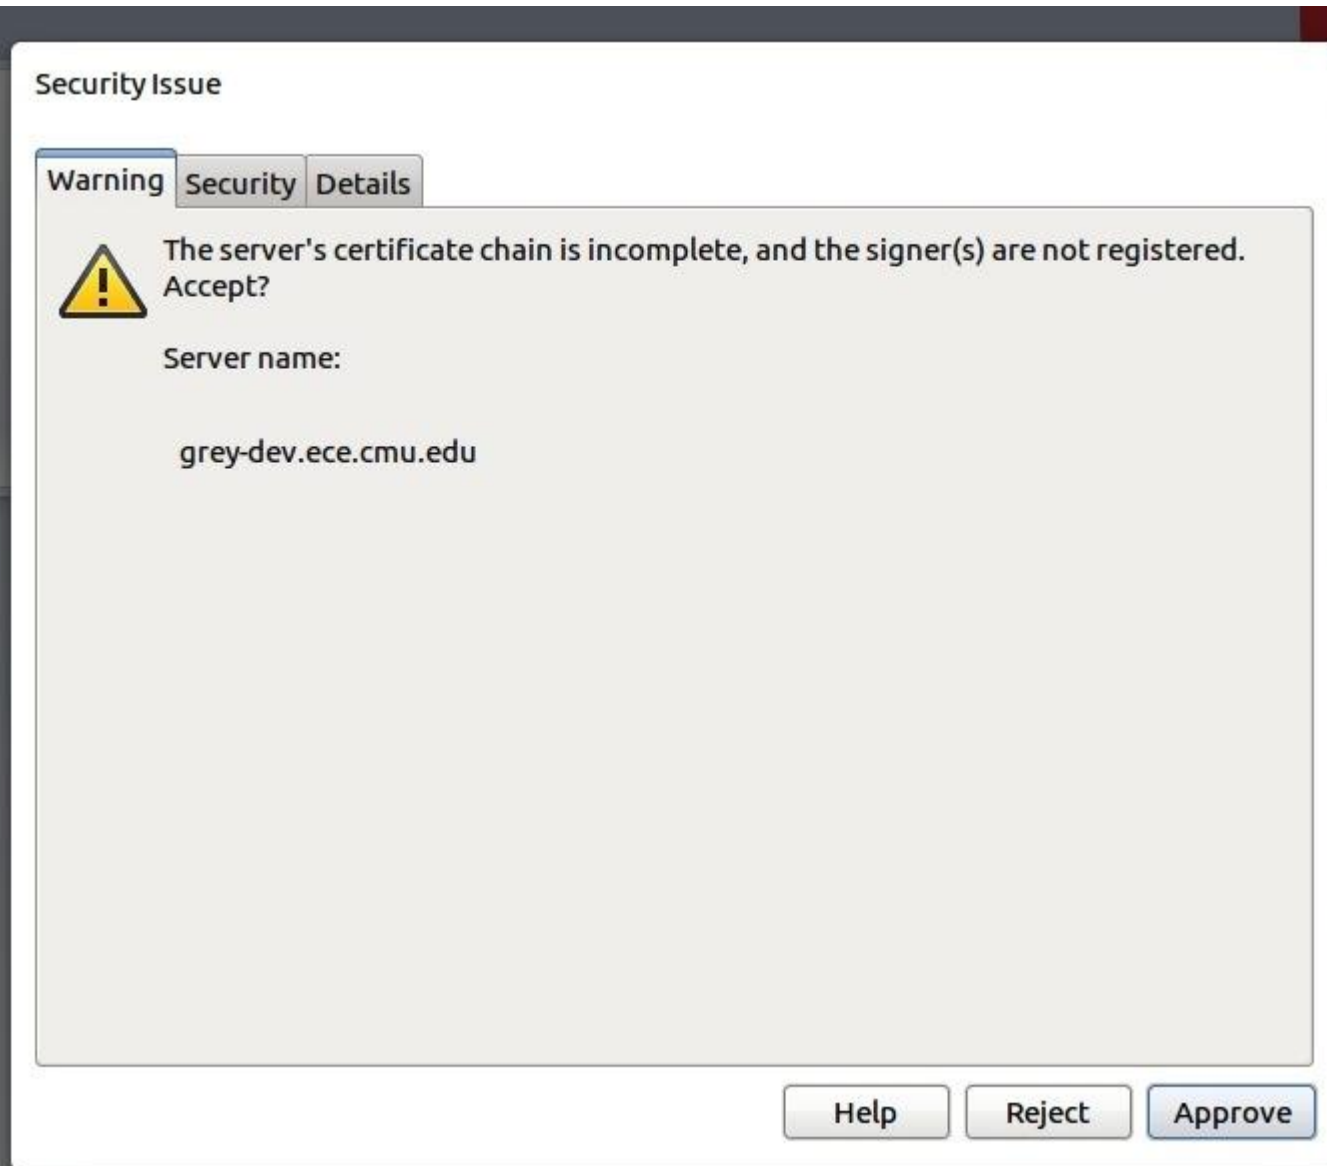 Security Issue
Warning Security Details
The server's certificate chain is incomplete, and the signer(s) are not registered.
Accept?
Server name:
grey-dev.ece.cmu.edu
Help Reject Approve